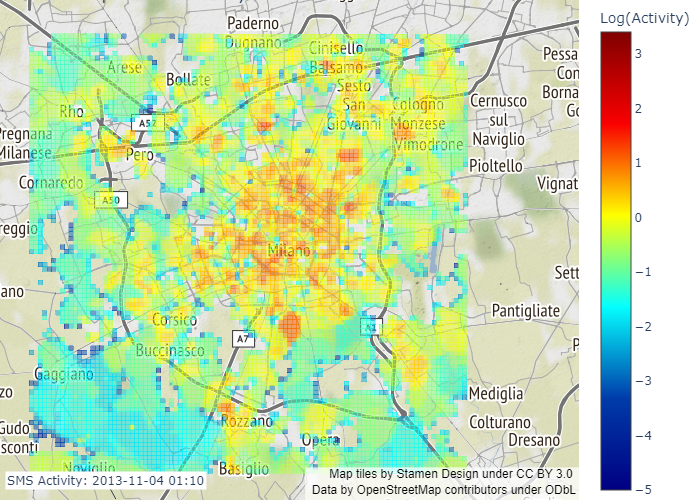 Log(Activity)
3
2
1
0
−1
−2
−3
−4
−5
Paderno
Dugnano
Cinisello
Balsamo
Arese
Bollate
Sesto
San
Giovanni
Cologno
Monzese
Vimodrone
Cernusco
sul
Naviglio
Pessa
Con
Borna
Go
Rho
A52
Pregnana
Milanese
Pero
Pioltello
Cornaredo
Vignat
A50
reggio
Milano
Sett
ano
Pantigliate
Corsico
A1
A7
P
Buccinasco
Gaggiano
zo
Mediglia
Rozzano
Colturano
Gudo
sconti
Opera
Dresano
Noviglio
Basiglio
SMS Activity: 2013-11-04 01:10
Map tiles by Stamen Design under CC BY 3.0
Data by OpenStreetMap contributors under ODbL